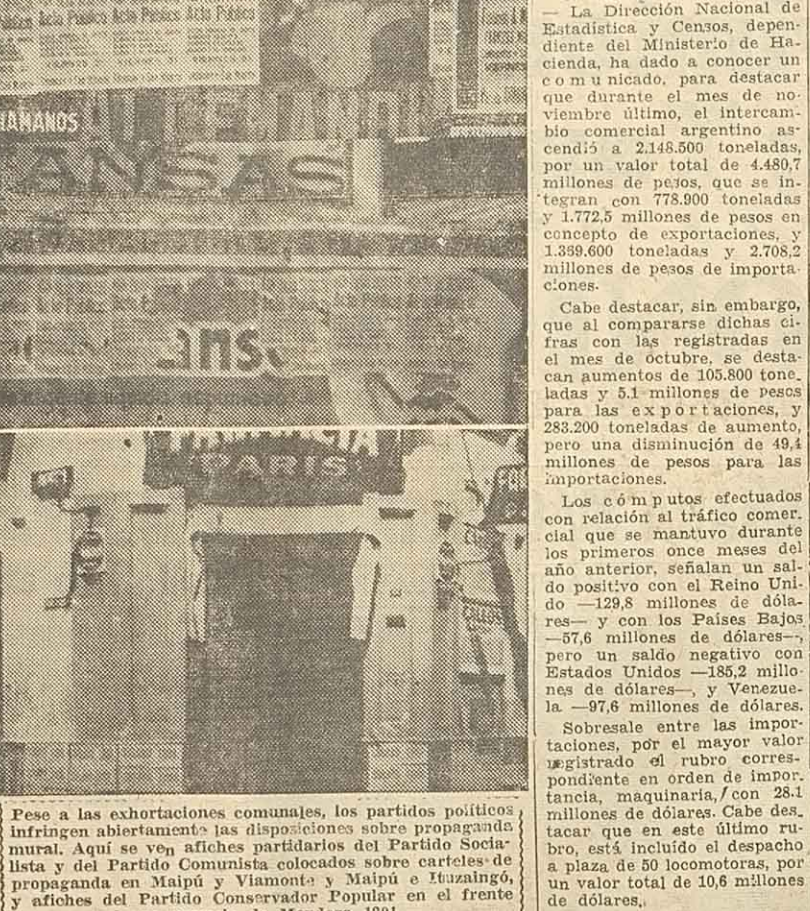 Acta Publica Acta Publica Acta Publica
ANSAS
ans
PARIS
Pese a las exhortaciones comunales, los partidos políticos
infringen abiertamente las disposiciones sobre propaganda
mural. Aquí se ven afiches partidarios del Partido Socia-
lista y del Partido Comunista colocados sobre carteles de
propaganda en Maipú y Viamonte y Maipú e Ituzaingó,
y afiches del Partido Conservador Popular en el frente
— La Dirección Nacional de
Estadística y Censos, depen-
diente del Ministerio de Ha-
cienda, ha dado a conocer un
comunicado, para destacar
que durante el mes de no-
viembre último, el intercam-
bio comercial argentino as-
cendió a 2.148.500 toneladas,
por un valor total de 4.480,7
millones de pesos, que se in-
tegran con 778.900 toneladas
y 1.772,5 millones de pesos en
concepto de exportaciones, y
1.369.600 toneladas y 2.708,2
millones de pesos de importa-
ciones.
Cabe destacar, sin embargo,
que al compararse dichas ci-
fras con las registradas en
el mes de octubre, se desta-
can aumentos de 105.800 tone_
ladas y 5.1 millones de pesos
para las exportaciones, y
283.200 toneladas de aumento,
pero una disminución de 49,4
millones de pesos para las
importaciones.
Los cómputos efectuados
con relación al tráfico comer.
cial que se mantuvo durante
los primeros once meses del
año anterior, señalan un sal-
do positivo con el Reino Uni-
do —129,8 millones de dóla-
res— y con los Países Bajos
—57,6 millones de dólares—,
pero un saldo negativo con
Estados Unidos —185,2 millo-
nes de dólares—, y Venezue-
la —97,6 millones de dólares.
Sobresale entre las impor-
taciones, por el mayor valor
registrado el rubro corres-
pondiente en orden de impor.
tancia, maquinaria, con 28.1
millones de dólares. Cabe des_
tacar que en este último ru-
bro, está incluído el despacho
a plaza de 50 locomotoras, por
un valor total de 10,6 millones
de dólares.